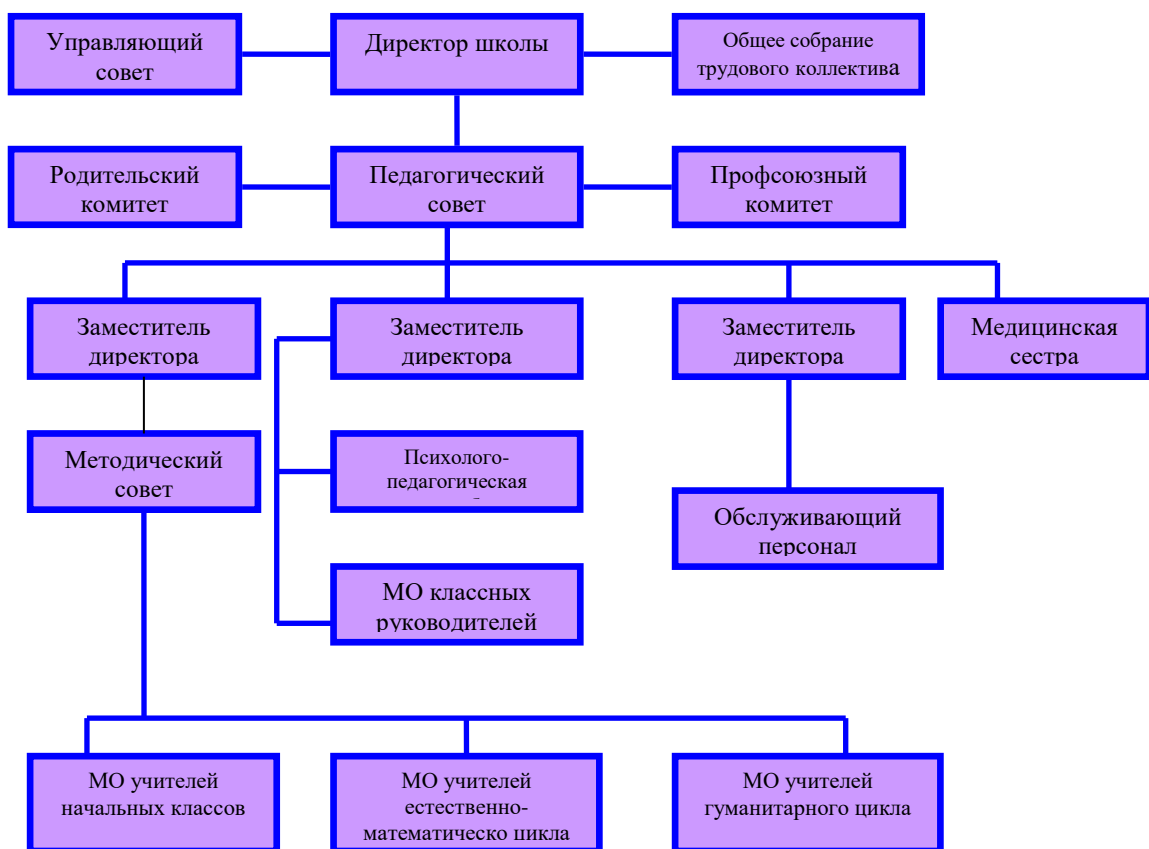 Управляющий
совет
Директор школы
Общее собрание
трудового коллектива
Родительский
комитет
Педагогический
совет
Профсоюзный
комитет
Заместитель
директора
Заместитель
директора
Заместитель
директора
Медицинская
сестра
Методический
совет
Психолого-
педагогическая
Обслуживающий
персонал
МО классных
руководителей
МО учителей
начальных классов
МО учителей
естественно-
математическо цикла
МО учителей
гуманитарного цикла